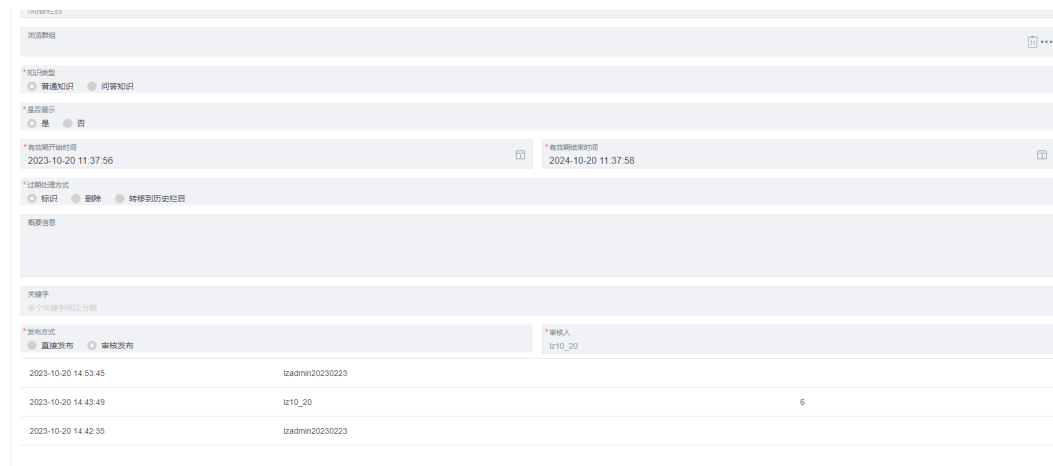 浏览群组
*知识类型
普通知识 问答知识
*是否展示
是 否
*有效期开始时间 *有效期结束时间
2023-10-20 11:37:56 2024-10-20 11:37:58
*过期处理方式
标识 删除 转移到历史栏目
概要信息
关键字
多个关键字间以;分割
*发布方式 *审核人
直接发布 审核发布 lz10_20
2023-10-20 14:53:45 lzadmin20230223
2023-10-20 14:43:49 lz10_20 6
2023-10-20 14:42:35 lzadmin20230223